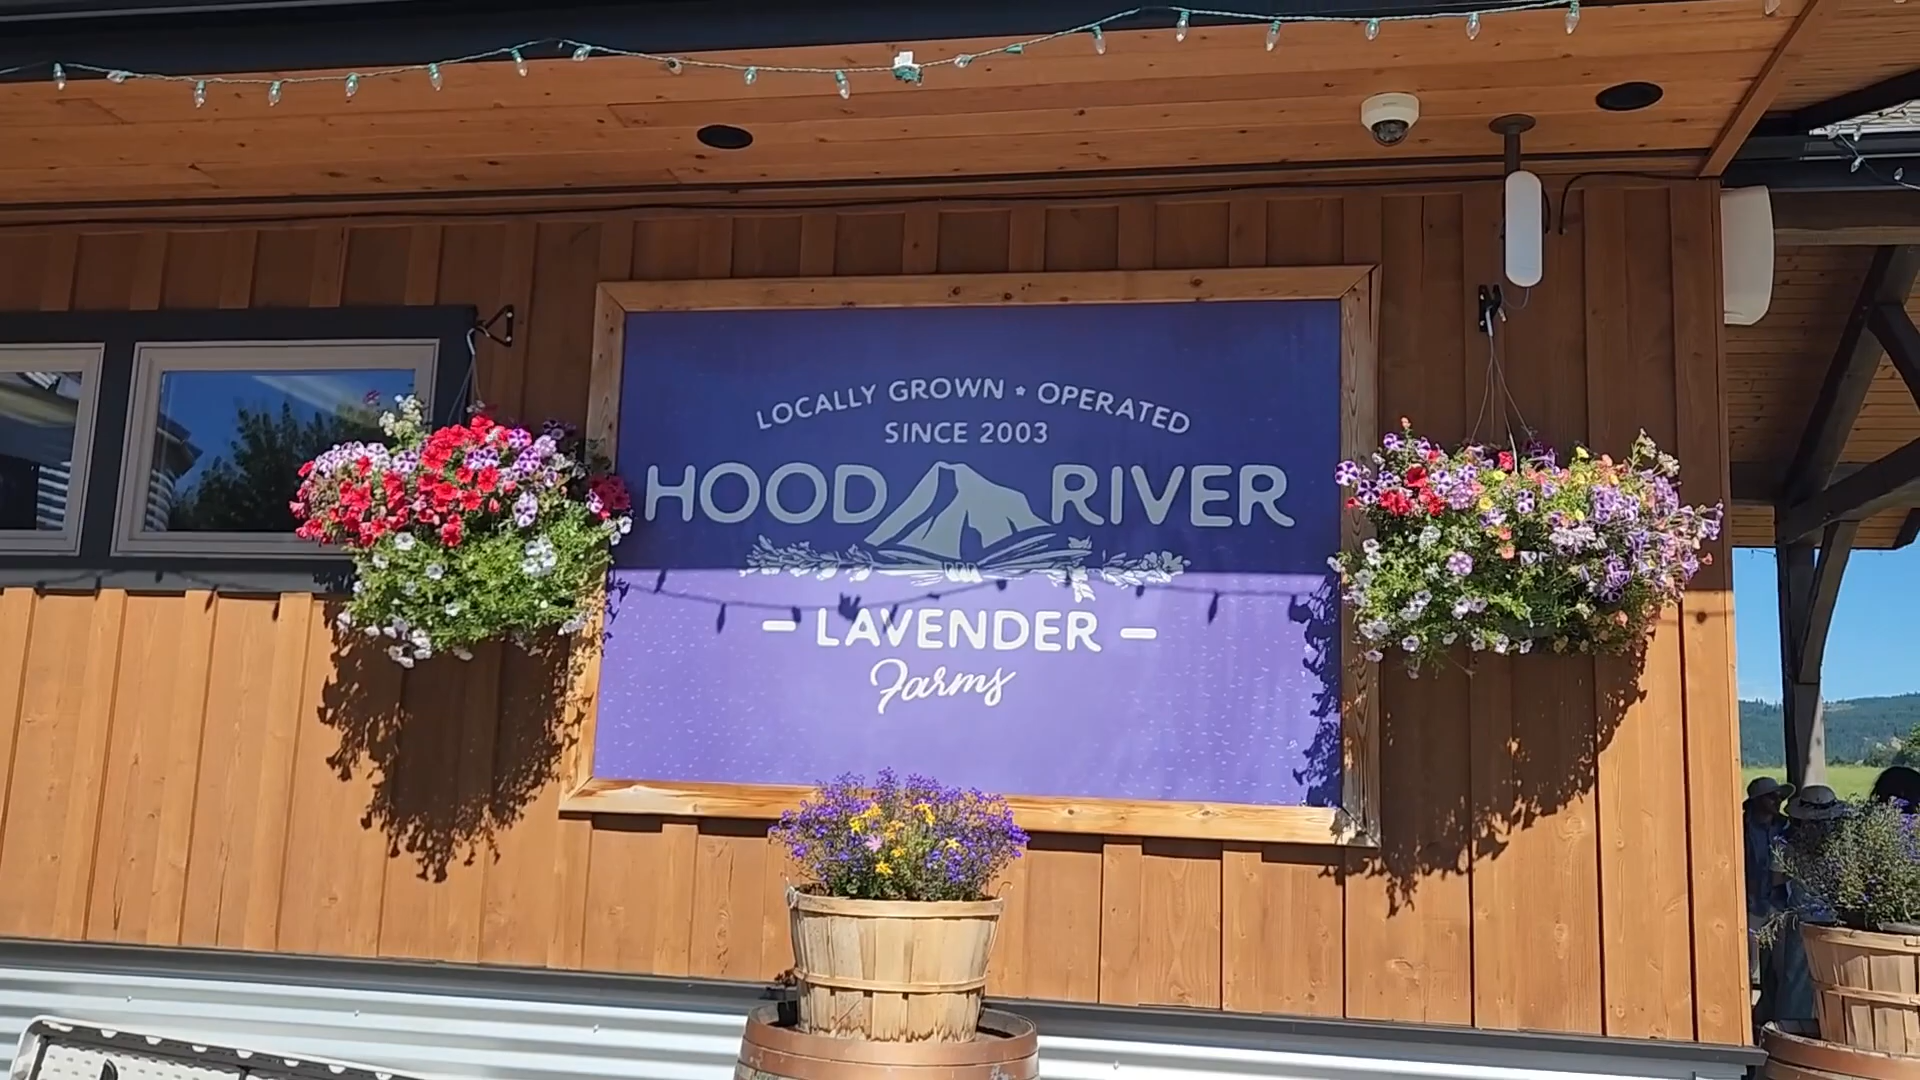 LOCALLY GROWN * OPERATED
SINCE 2003
HOOD RIVER
- LAVENDER -
Farms